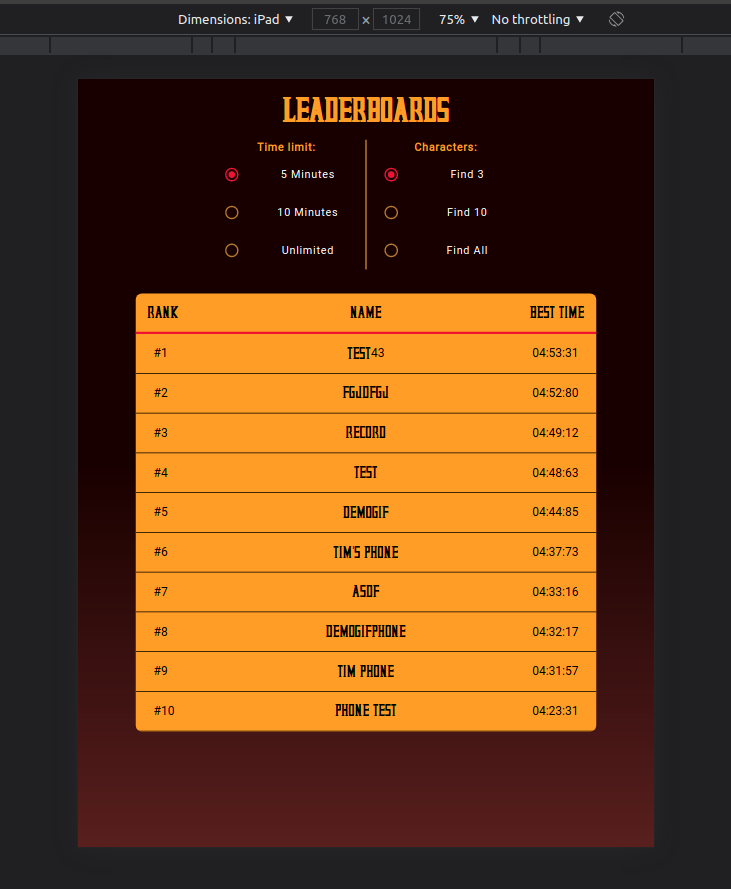 Dimensions: iPad ▼ 768 × 1024 75% ▼ No throttling ▼
LEADERBOARDS
Time limit: Characters:
5 Minutes Find 3
10 Minutes Find 10
Unlimited Find All
RANK NAME BEST TIME
#1 TEST43 04:53:31
#2 FGJDFGJ 04:52:80
#3 RECORD 04:49:12
#4 TEST 04:48:63
#5 DEMOGIF 04:44:85
#6 TIM'S PHONE 04:37:73
#7 ASDF 04:33:16
#8 DEMOGIFPHONE 04:32:17
#9 TIM PHONE 04:31:57
#10 PHONE TEST 04:23:31